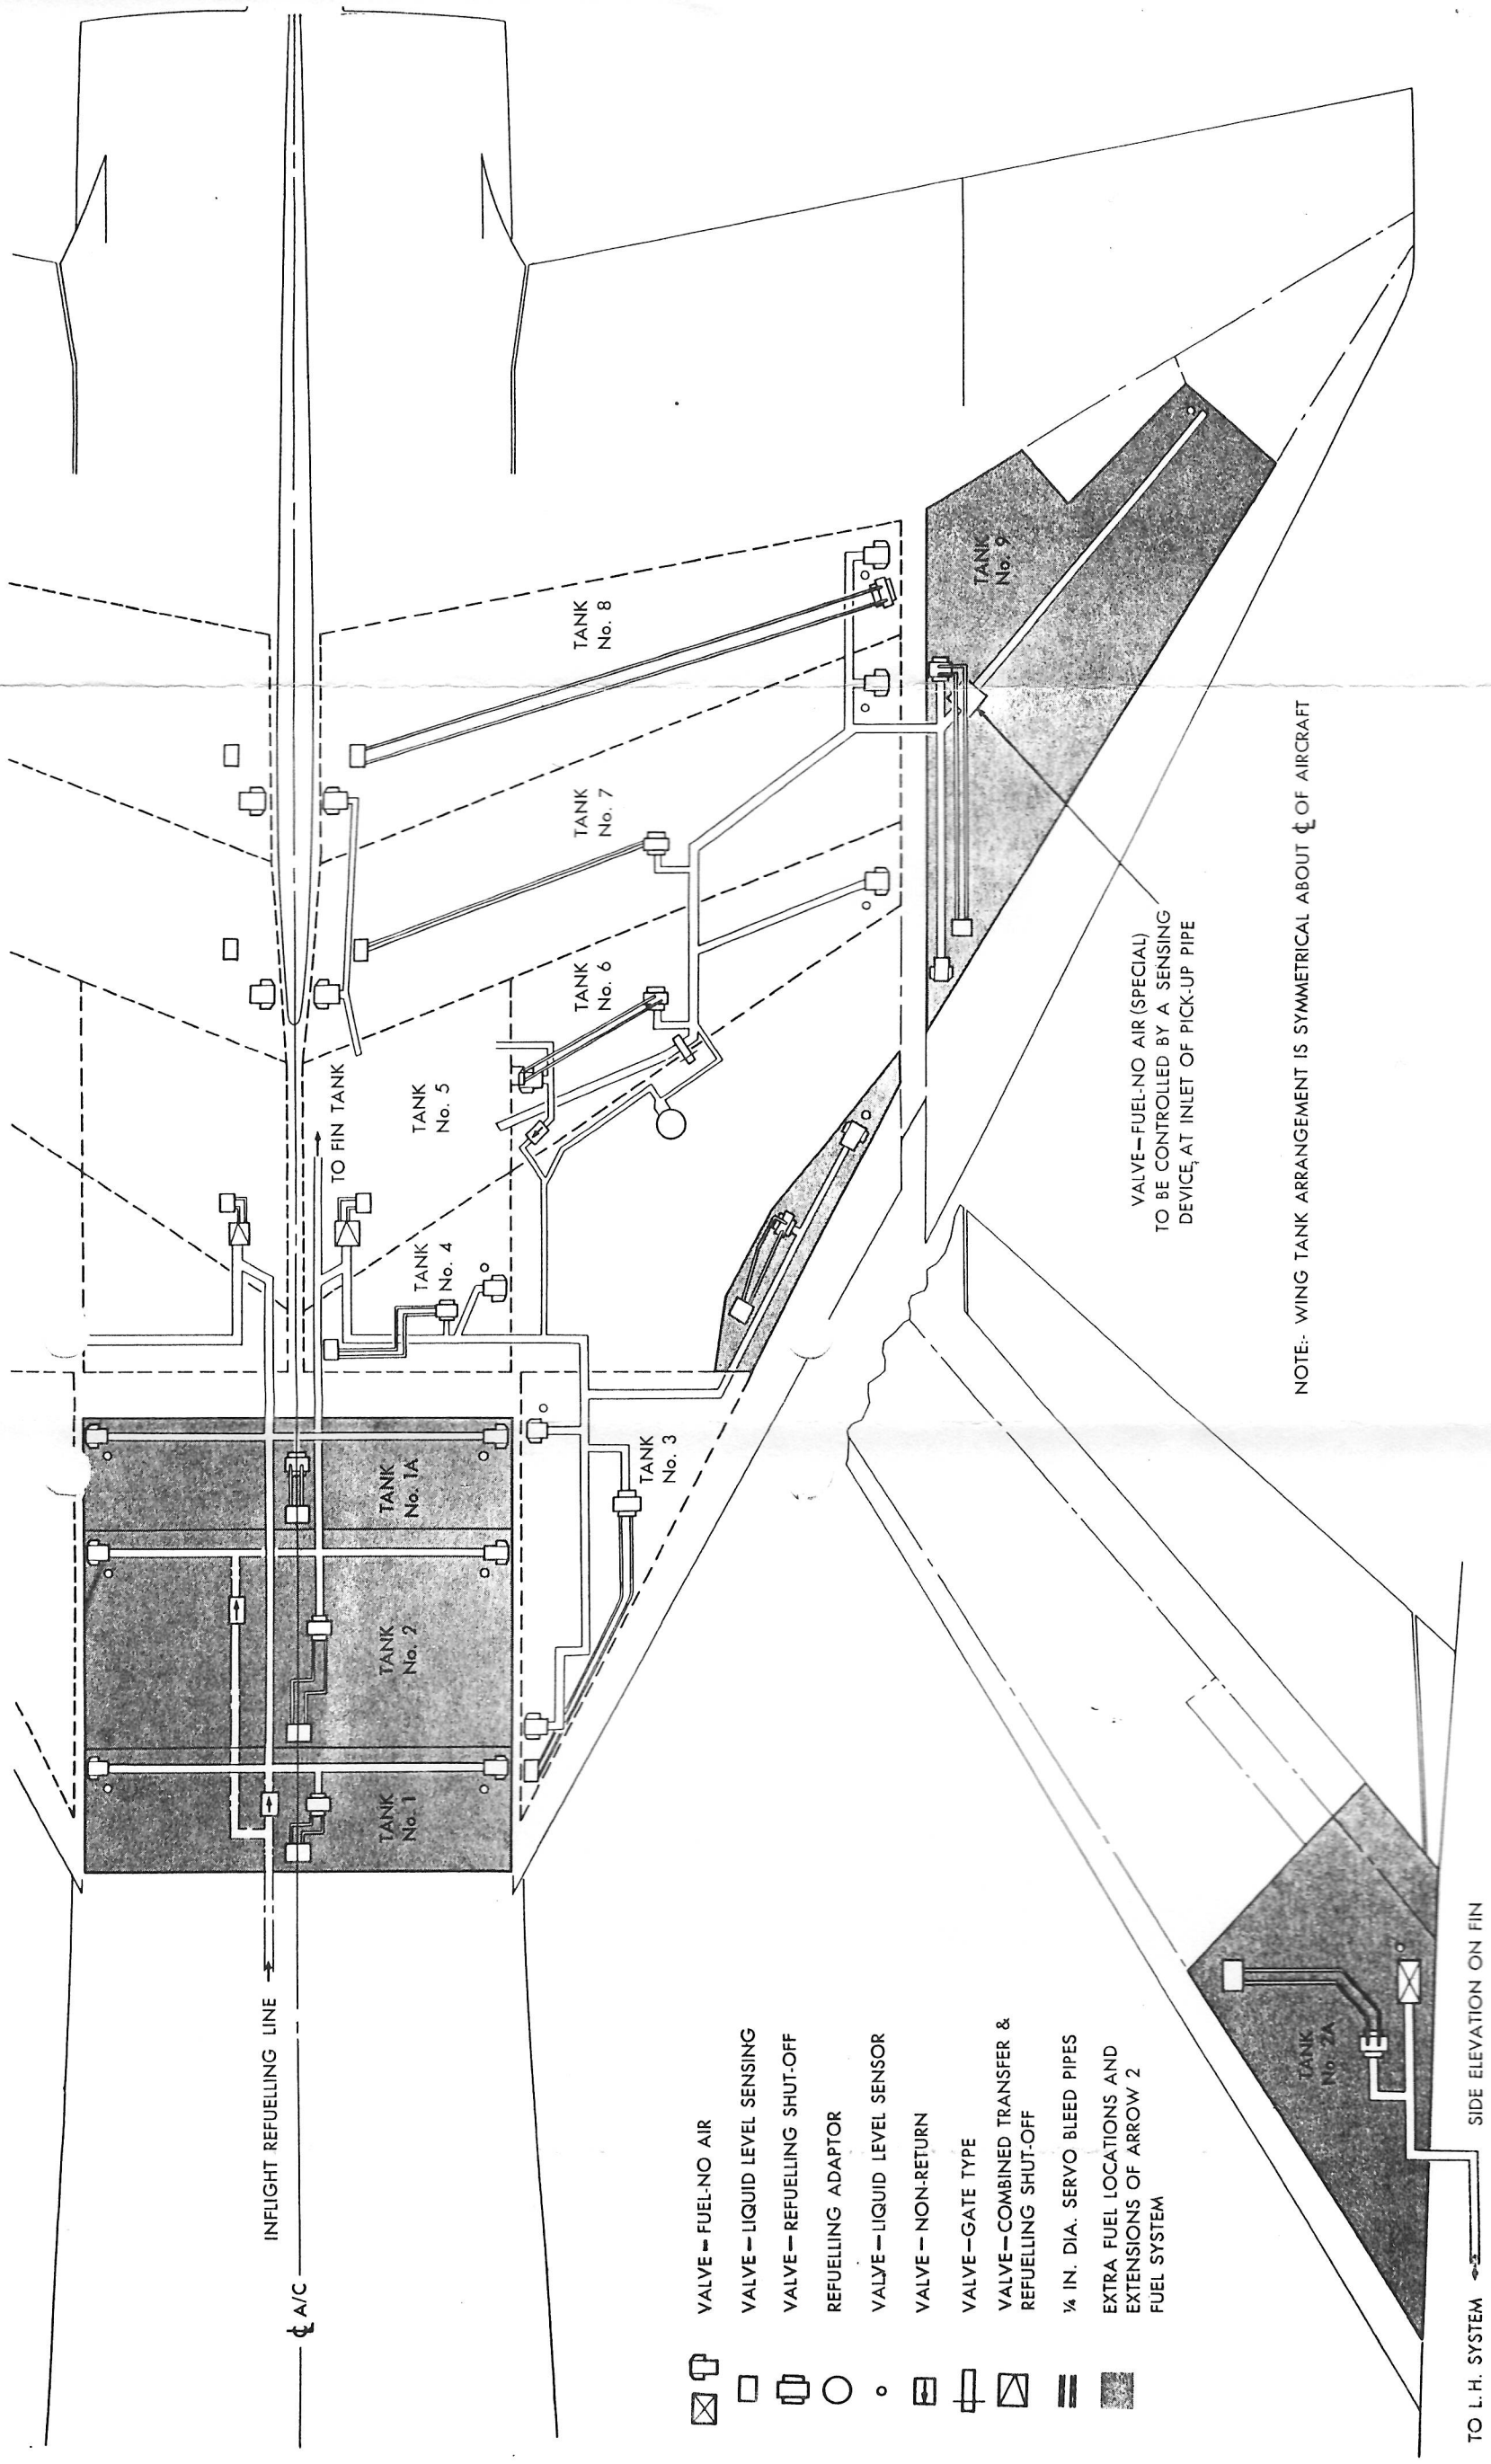 INFLIGHT REFUELLING LINE
℄ A/C
TANK
No. 1
TANK
No. 2
TANK
No. 1A
TANK
No. 3
TANK
No. 4
TO FIN TANK
TANK
No. 5
TANK
No. 6
TANK
No. 7
TANK
No. 8
TANK
No. 9
VALVE—FUEL-NO AIR (SPECIAL)
TO BE CONTROLLED BY A SENSING
DEVICE, AT INLET OF PICK-UP PIPE
NOTE:- WING TANK ARRANGEMENT IS SYMMETRICAL ABOUT ℄ OF AIRCRAFT
VALVE—FUEL-NO AIR
VALVE—LIQUID LEVEL SENSING
VALVE—REFUELLING SHUT-OFF
REFUELLING ADAPTOR
VALVE—LIQUID LEVEL SENSOR
VALVE—NON-RETURN
VALVE—GATE TYPE
VALVE—COMBINED TRANSFER &
REFUELLING SHUT-OFF
¼ IN. DIA. SERVO BLEED PIPES
EXTRA FUEL LOCATIONS AND
EXTENSIONS OF ARROW 2
FUEL SYSTEM
TANK
No. 2A
TO L.H. SYSTEM
SIDE ELEVATION ON FIN